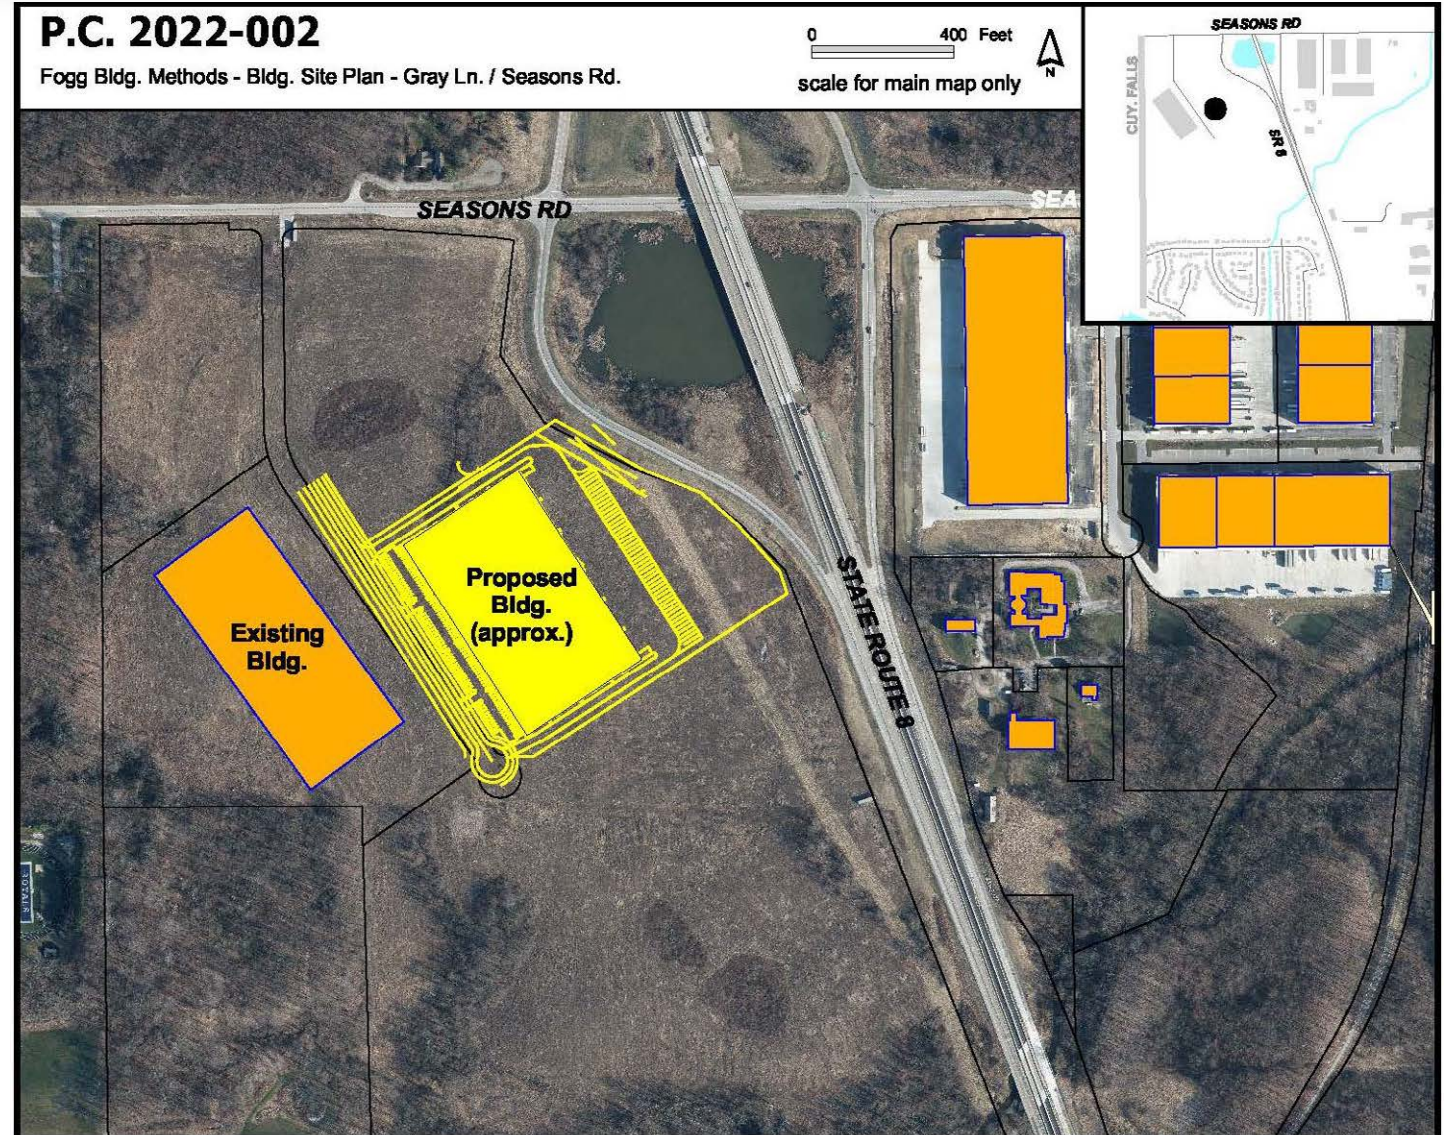 P.C. 2022-002
Fogg Bldg. Methods - Bldg. Site Plan - Gray Ln. / Seasons Rd.
0 400 Feet
scale for main map only
N
SEASONS RD
CUY. FALLS
SR 8
SEASONS RD
SEA
Existing
Bldg.
Proposed
Bldg.
(approx.)
STATE ROUTE 8